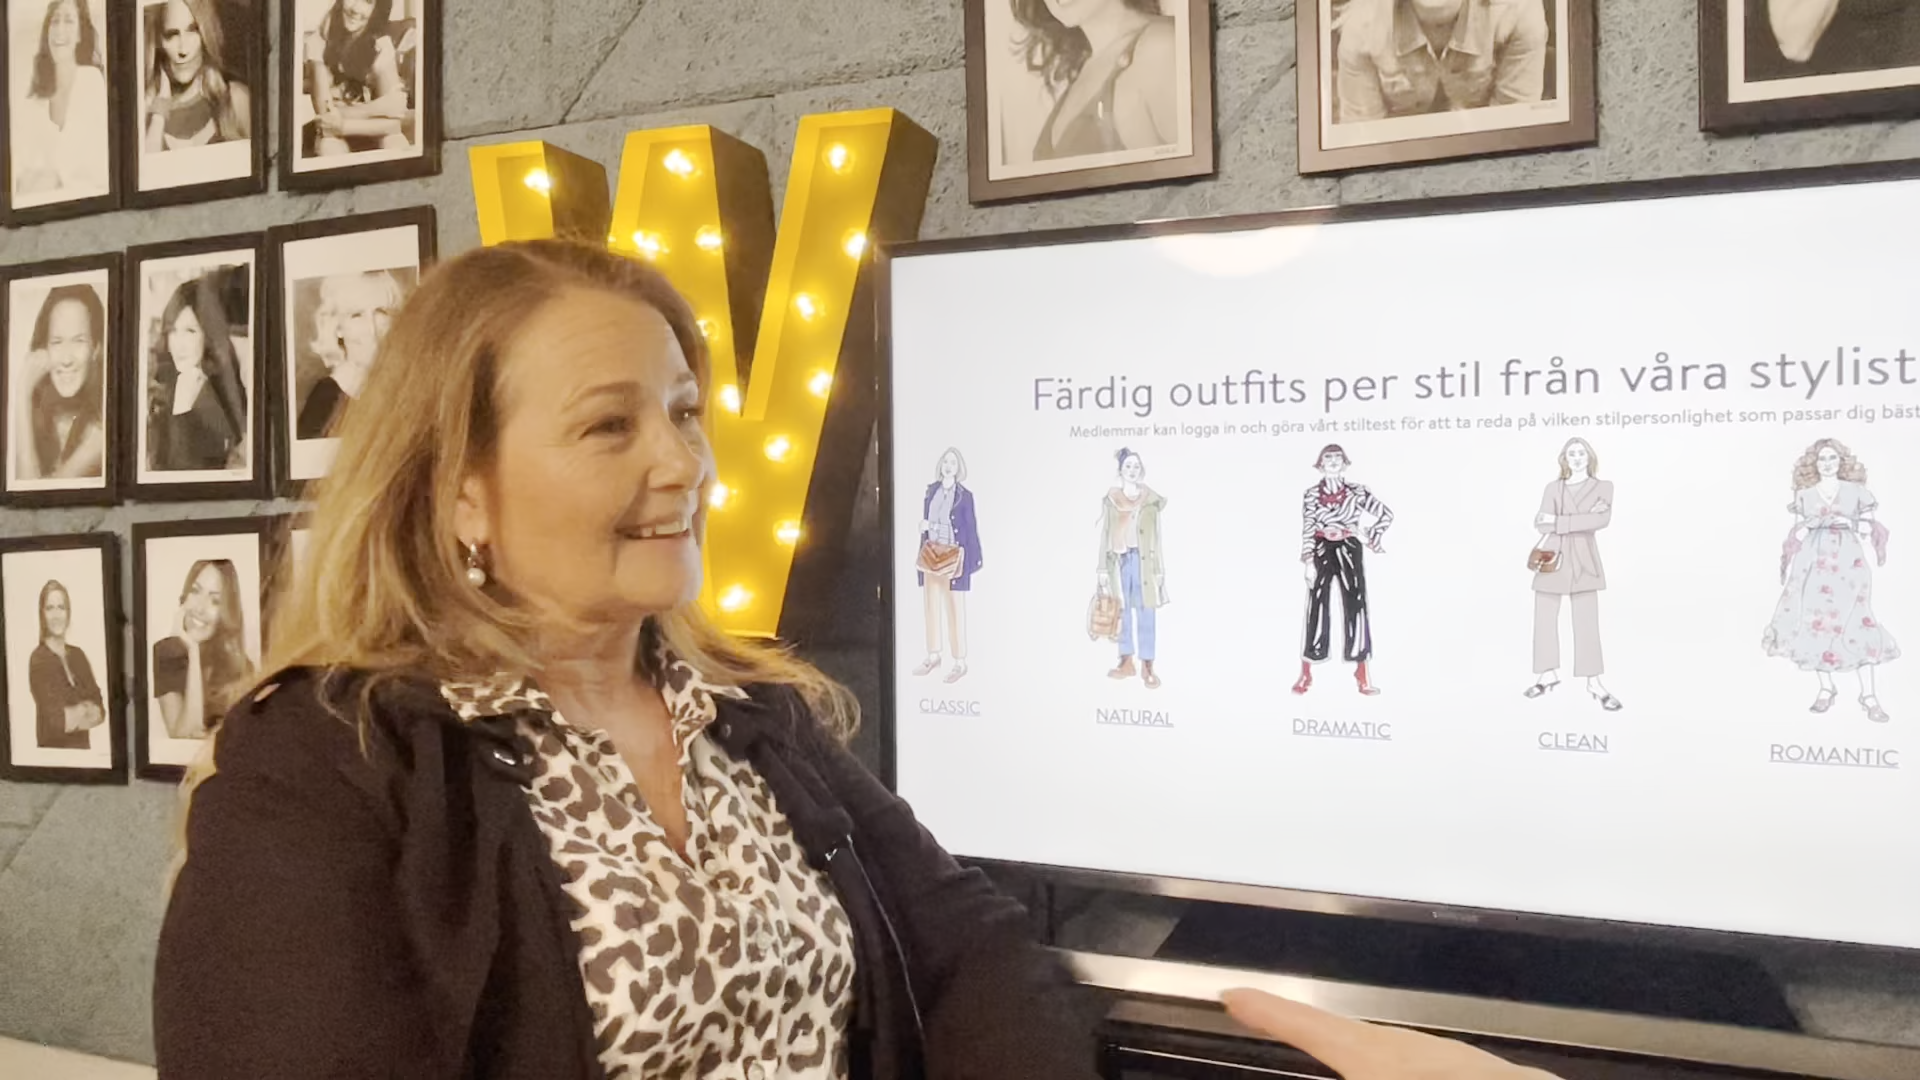 W
Färdig outfits per stil från våra stylist
Medlemmar kan logga in och göra vårt stiltest för att ta reda på vilken stilpersonlighet som passar dig bäst
CLASSIC
NATURAL
DRAMATIC
CLEAN
ROMANTIC